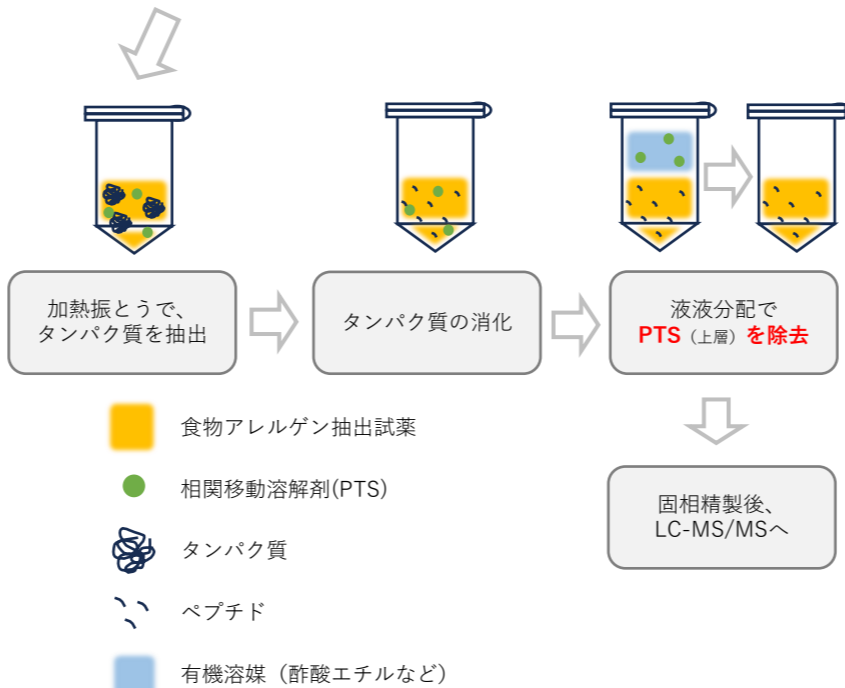 加熱振とうで、
タンパク質を抽出
タンパク質の消化
液液分配で
PTS（上層）を除去
食物アレルゲン抽出試薬
相関移動溶解剤(PTS)
タンパク質
ペプチド
有機溶媒（酢酸エチルなど）
固相精製後、
LC-MS/MSへ